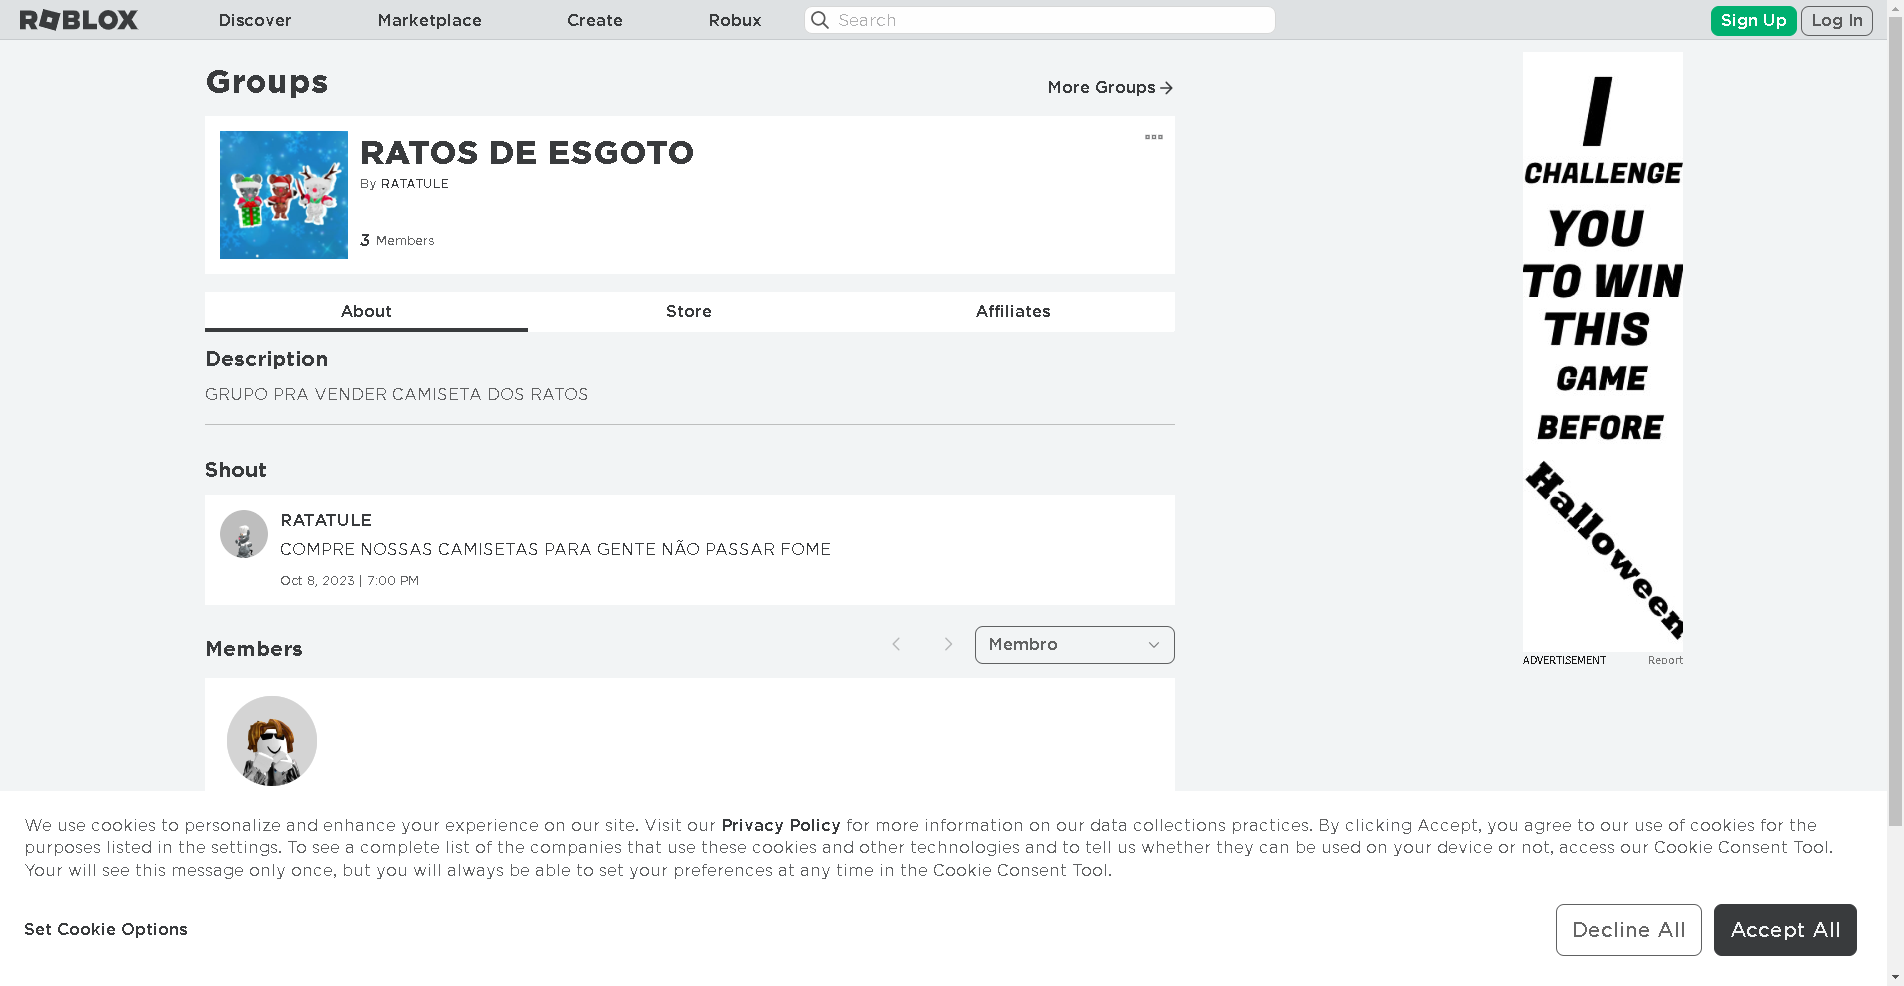 ROBLOX
Discover
Marketplace
Create
Robux
Search
Sign Up
Log In
Groups
More Groups
RATOS DE ESGOTO
By RATATULE
3 Members
About
Store
Affiliates
Description
GRUPO PRA VENDER CAMISETA DOS RATOS
Shout
RATATULE
COMPRE NOSSAS CAMISETAS PARA GENTE NÃO PASSAR FOME
Oct 8, 2023 | 7:00 PM
Members
Membro
I
CHALLENGE
YOU
TO WIN
THIS
GAME
BEFORE
Halloween
ADVERTISEMENT
Report
We use cookies to personalize and enhance your experience on our site. Visit our Privacy Policy for more information on our data collections practices. By clicking Accept, you agree to our use of cookies for the
purposes listed in the settings. To see a complete list of the companies that use these cookies and other technologies and to tell us whether they can be used on your device or not, access our Cookie Consent Tool.
Your will see this message only once, but you will always be able to set your preferences at any time in the Cookie Consent Tool.
Set Cookie Options
Decline All
Accept All